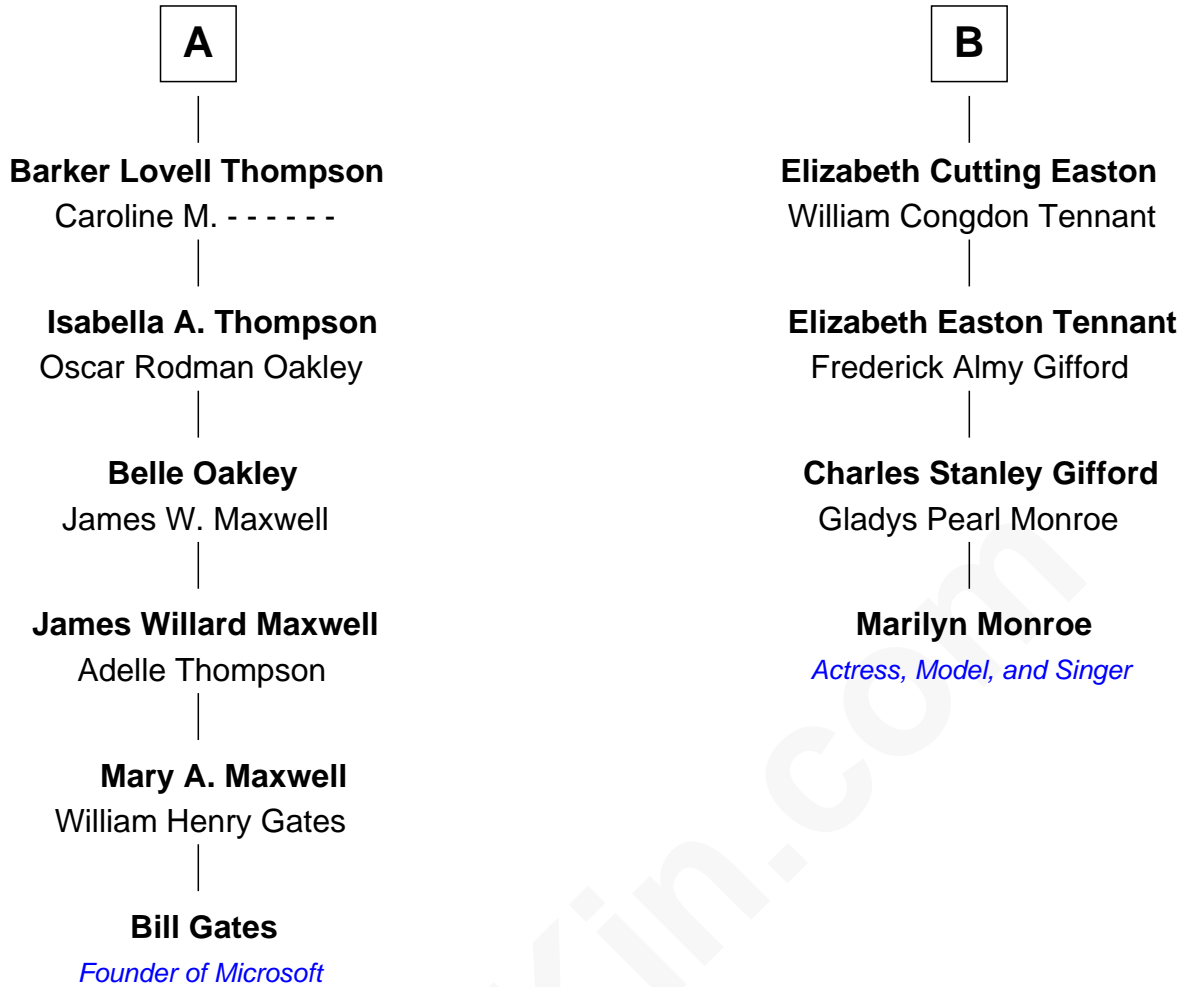 A
Barker Lovell Thompson
Caroline M. - - - - - -
Isabella A. Thompson
Oscar Rodman Oakley
Belle Oakley
James W. Maxwell
James Willard Maxwell
Adelle Thompson
Mary A. Maxwell
William Henry Gates
Bill Gates
Founder of Microsoft
B
Elizabeth Cutting Easton
William Congdon Tennant
Elizabeth Easton Tennant
Frederick Almy Gifford
Charles Stanley Gifford
Gladys Pearl Monroe
Marilyn Monroe
Actress, Model, and Singer
Kin.com